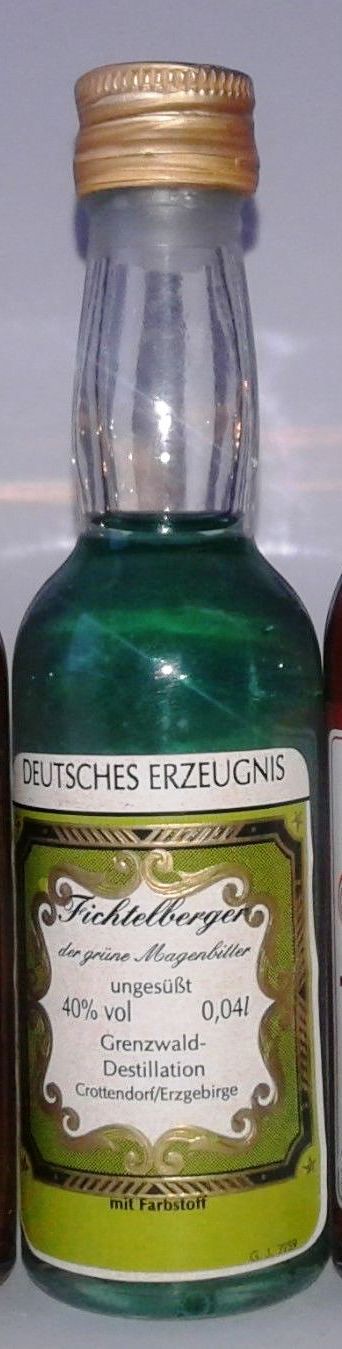 DEUTSCHES ERZEUGNIS
Fichtelberger
der grüne Magenbitter
ungesüßt
40% vol 0,04l
Grenzwald-
Destillation
Crottendorf/Erzgebirge
mit Farbstoff